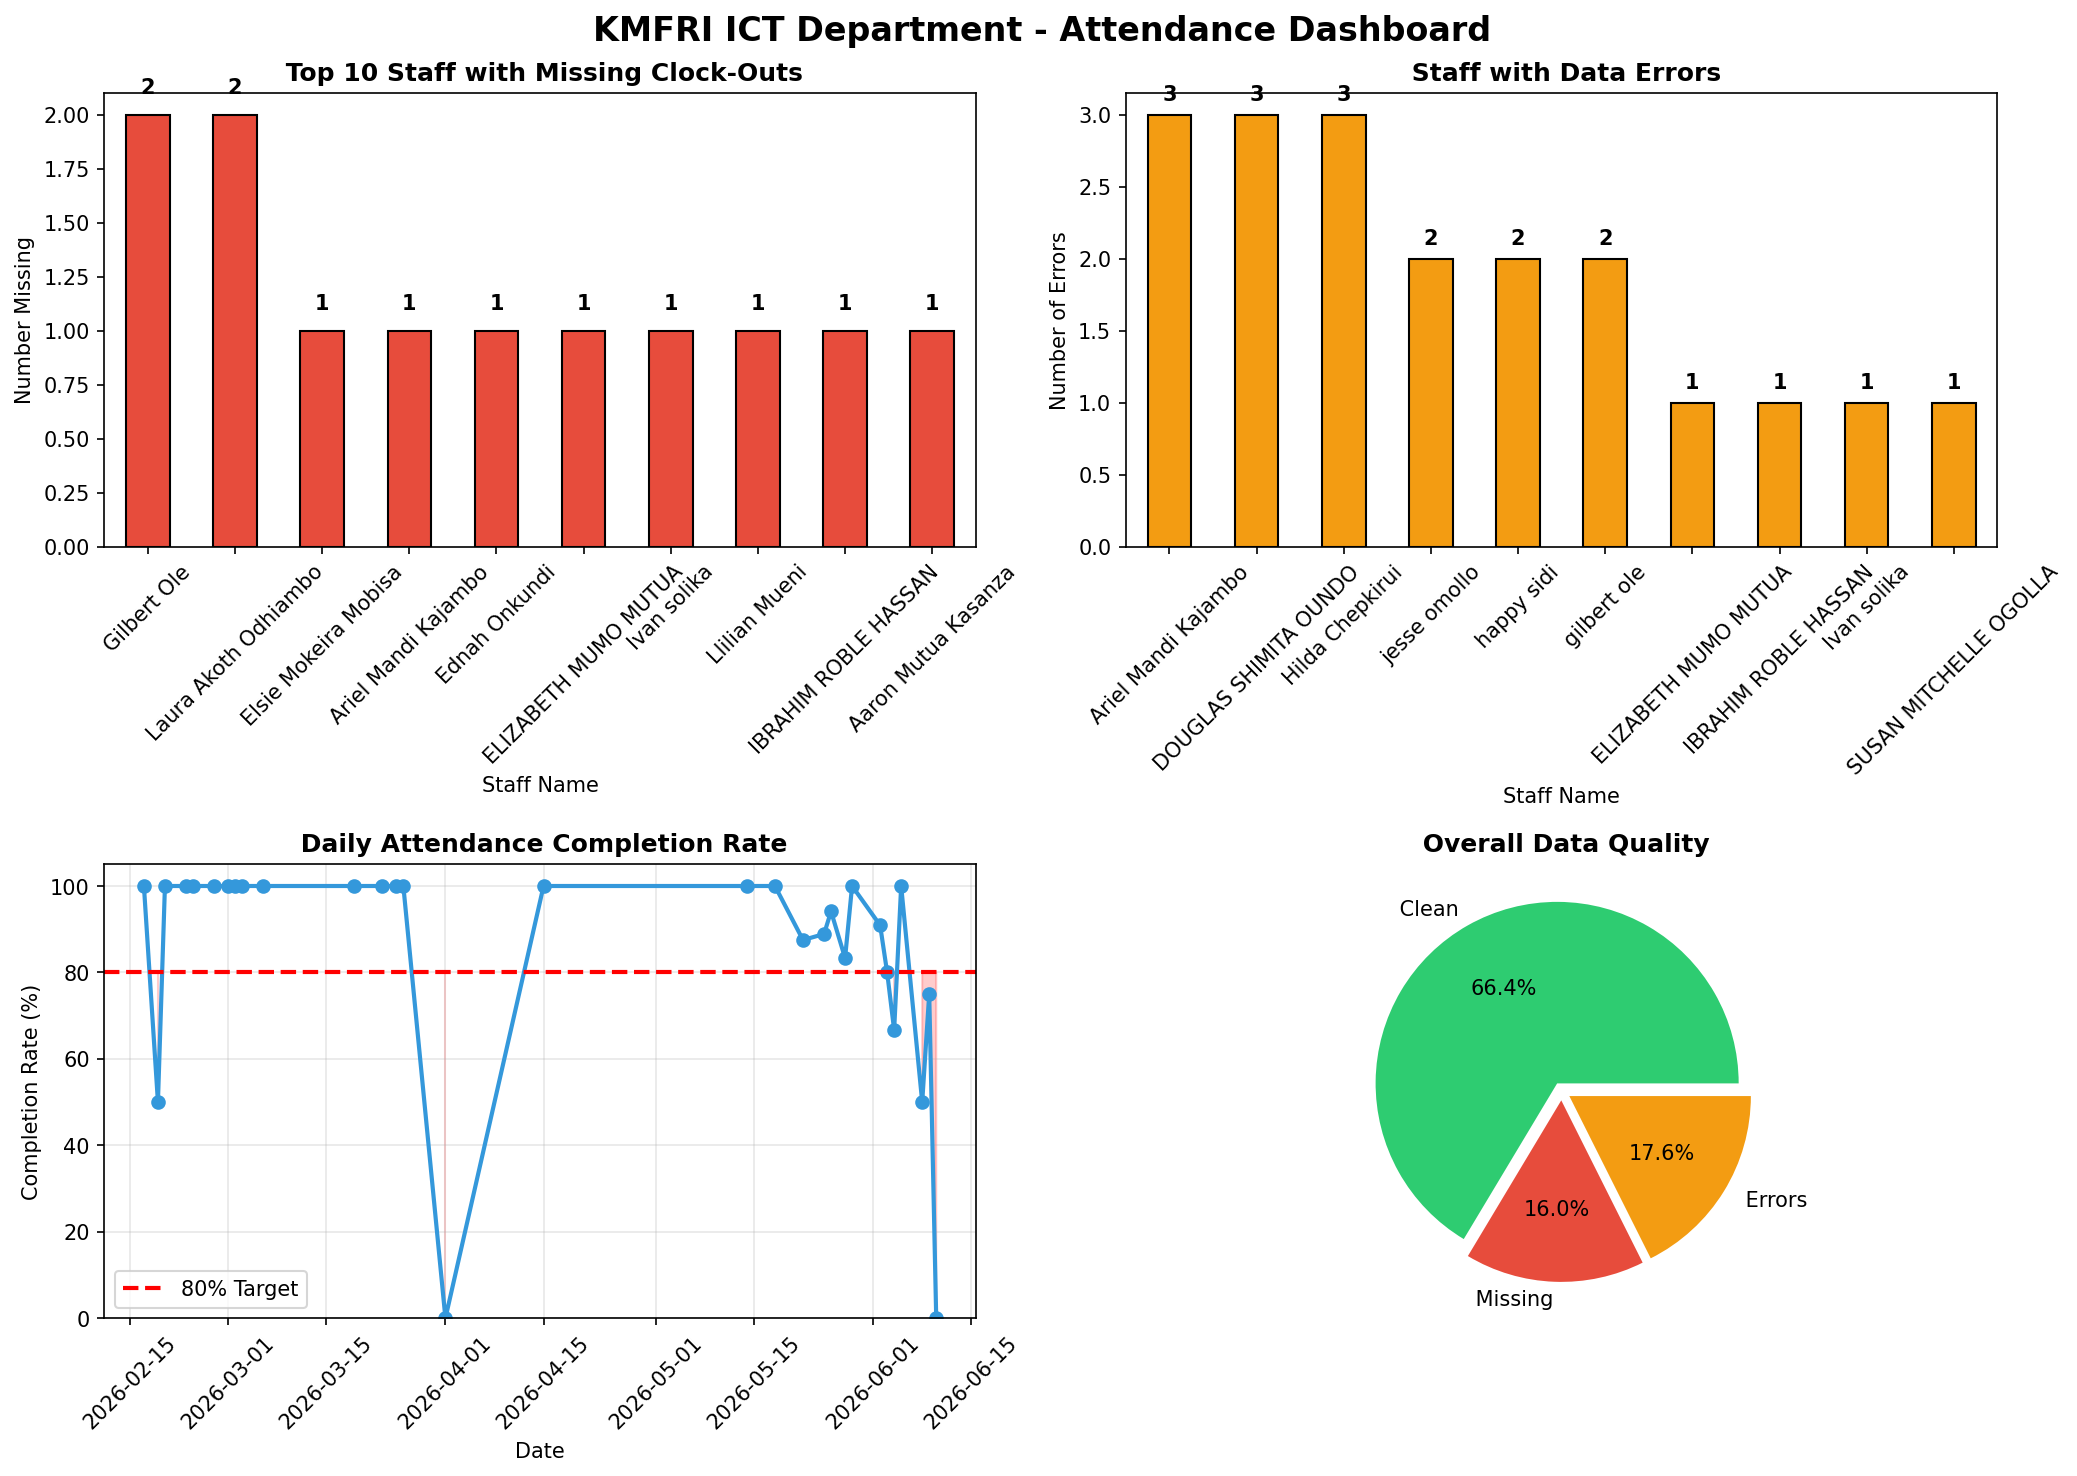 KMFRI ICT Department - Attendance Dashboard
Top 10 Staff with Missing Clock-Outs
2
2
1
1
1
1
1
1
1
1
Number Missing
2.00
1.75
1.50
1.25
1.00
0.75
0.50
0.25
0.00
Gilbert Ole
Laura Akoth Odhiambo
Elsie Mokeira Mobisa
Ariel Mandi Kajambo
Ednah Onkundi
ELIZABETH MUMO MUTUA
Ivan solika
Llilian Mueni
IBRAHIM ROBLE HASSAN
Aaron Mutua Kasanza
Staff Name
Staff with Data Errors
3
3
3
2
2
2
1
1
1
1
Number of Errors
3.0
2.5
2.0
1.5
1.0
0.5
0.0
Ariel Mandi Kajambo
DOUGLAS SHIMITA OUNDO
Hilda Chepkirui
jesse omollo
happy sidi
gilbert ole
ELIZABETH MUMO MUTUA
IBRAHIM ROBLE HASSAN
Ivan solika
SUSAN MITCHELLE OGOLLA
Staff Name
Daily Attendance Completion Rate
Completion Rate (%)
100
80
60
40
20
0
80% Target
2026-02-15
2026-03-01
2026-03-15
2026-04-01
2026-04-15
2026-05-01
2026-05-15
2026-06-01
2026-06-15
Date
Overall Data Quality
Clean
66.4%
17.6%
Errors
16.0%
Missing